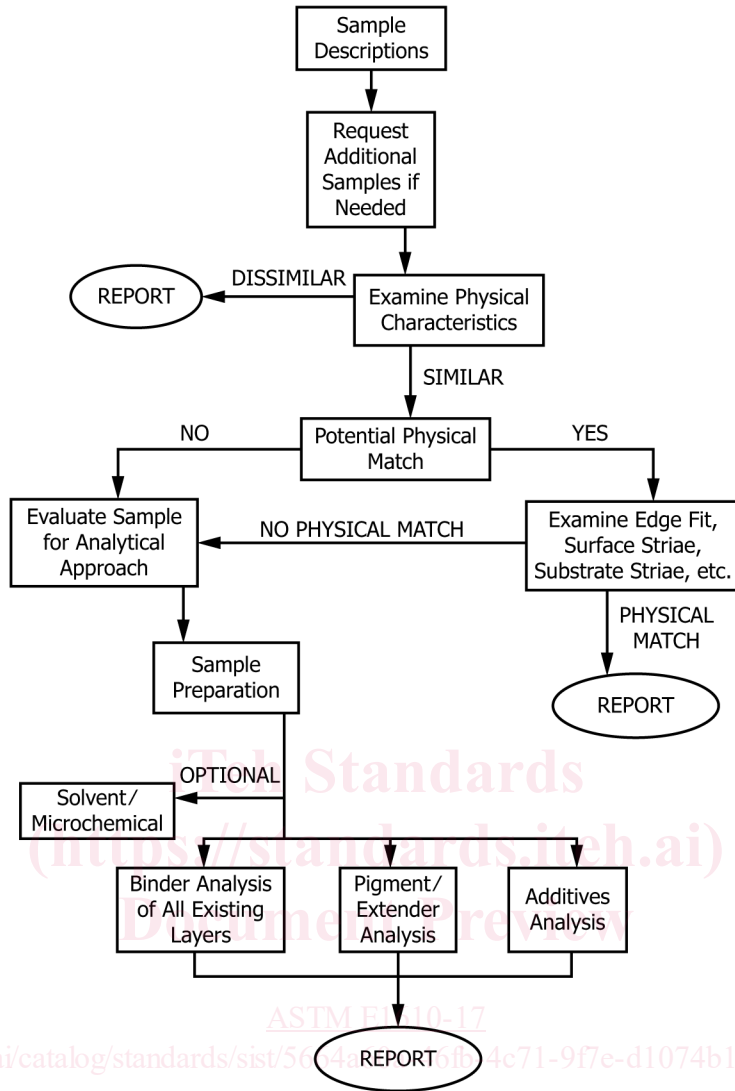 Sample
Descriptions
Request
Additional
Samples if
Needed
DISSIMILAR
REPORT
Examine Physical
Characteristics
SIMILAR
NO
Potential Physical
Match
YES
Evaluate Sample
for Analytical
Approach
NO PHYSICAL MATCH
Examine Edge Fit,
Surface Striae,
Substrate Striae, etc.
PHYSICAL
MATCH
Sample
Preparation
REPORT
iTeh Standards
OPTIONAL
Solvent/
Microchemical
(https://standards.iteh.ai)
Binder Analysis
of All Existing
Layers
Pigment/
Extender
Analysis
Additives
Analysis
Document Preview
ASTM E1610-17
REPORT